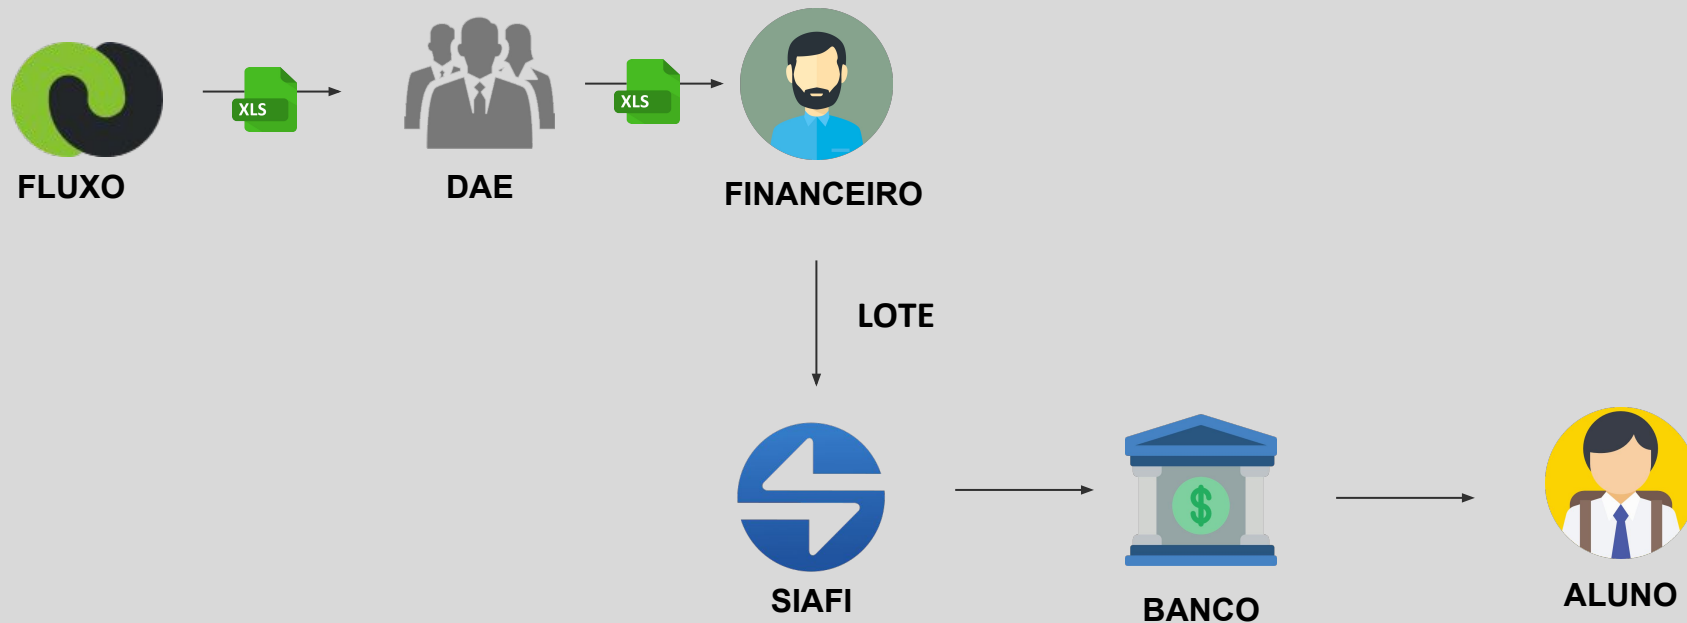 XLS
XLS
FLUXO
DAE
FINANCEIRO
LOTE
SIAFI
BANCO
ALUNO